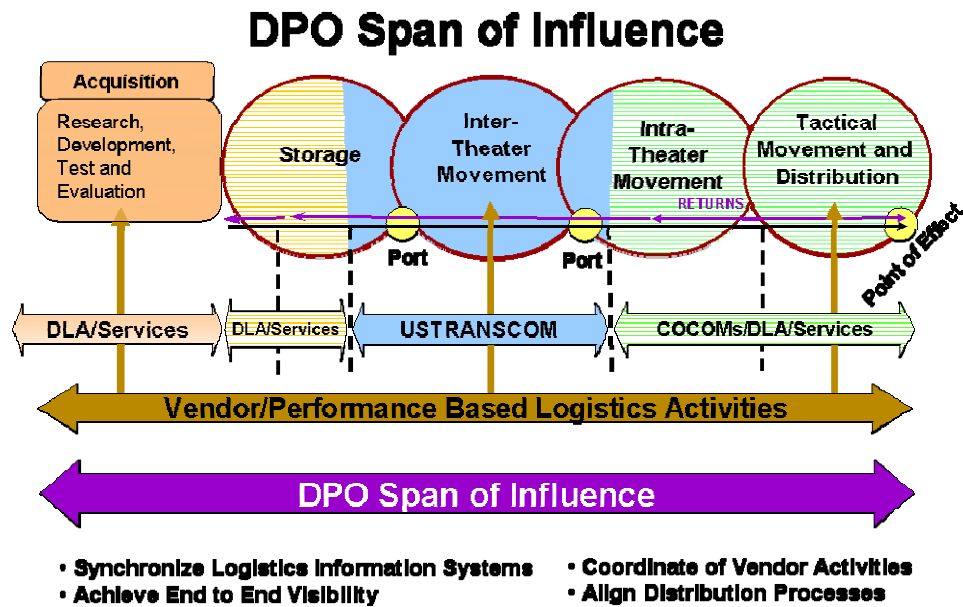 DPO Span of Influence
Acquisition
Research,
Development,
Test and
Evaluation
Storage
Inter-
Theater
Movement
Intra-
Theater
Movement
Tactical
Movement and
Distribution
RETURNS
Port
Port
Point of Effect
DLA/Services
DLA/Services
USTRANSCOM
COCOMs/DLA/Services
Vendor/Performance Based Logistics Activities
DPO Span of Influence
• Synchronize Logistics Information Systems
• Achieve End to End Visibility
• Coordinate of Vendor Activities
• Align Distribution Processes